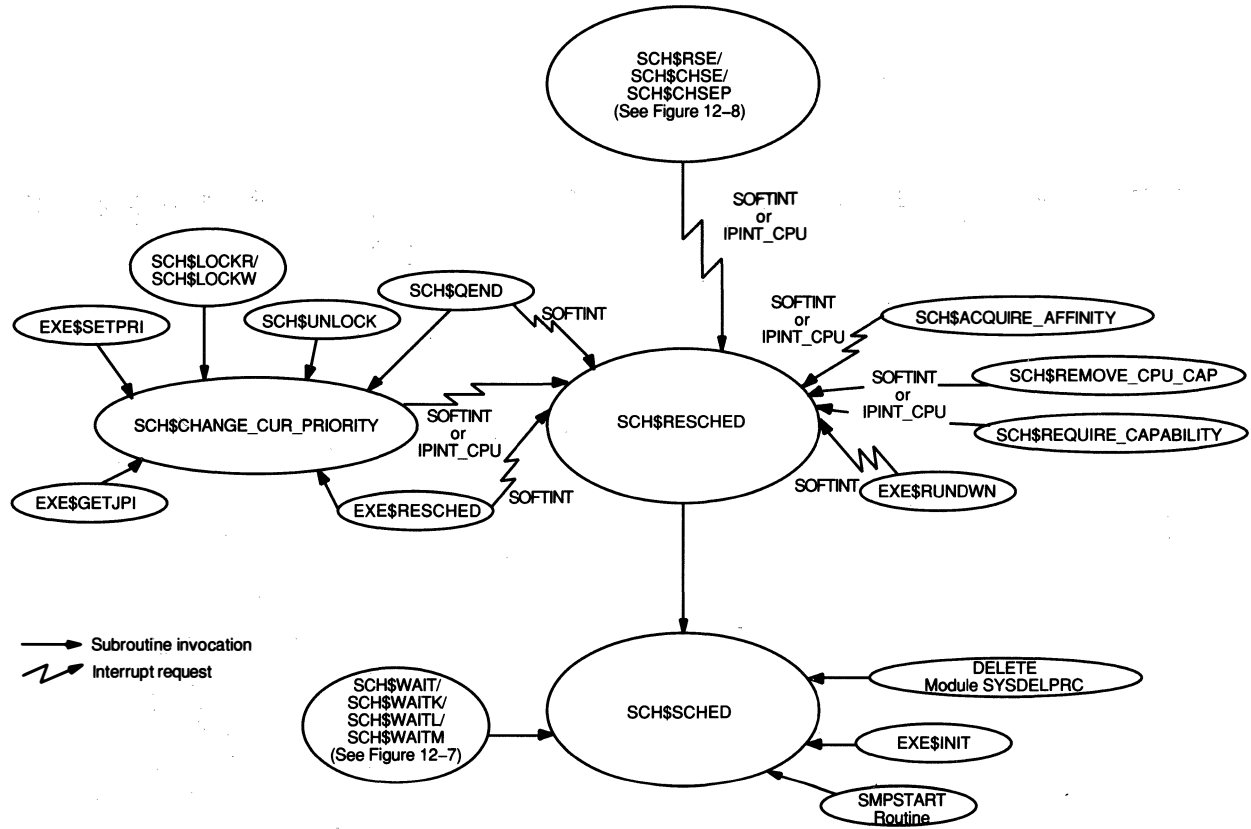 SCH$RSE/
SCH$CHSE/
SCH$CHSEP
(See Figure 12–8)
SOFTINT
or
IPINT_CPU
SCH$LOCKR/
SCH$LOCKW
SCH$QEND
SOFTINT
EXE$SETPRI
SCH$UNLOCK
SOFTINT
or
IPINT_CPU
SCH$ACQUIRE_AFFINITY
SCH$CHANGE_CUR_PRIORITY
SOFTINT
or
IPINT_CPU
SCH$RESCHED
SOFTINT
or
IPINT_CPU
SCH$REMOVE_CPU_CAP
SCH$REQUIRE_CAPABILITY
EXE$GETJPI
EXE$RESCHED
SOFTINT
SOFTINT
EXE$RUNDWN
Subroutine invocation
Interrupt request
SCH$WAIT/
SCH$WAITK/
SCH$WAITL/
SCH$WAITM
(See Figure 12–7)
SCH$SCHED
DELETE
Module SYSDELPRC
EXE$INIT
SMPSTART
Routine